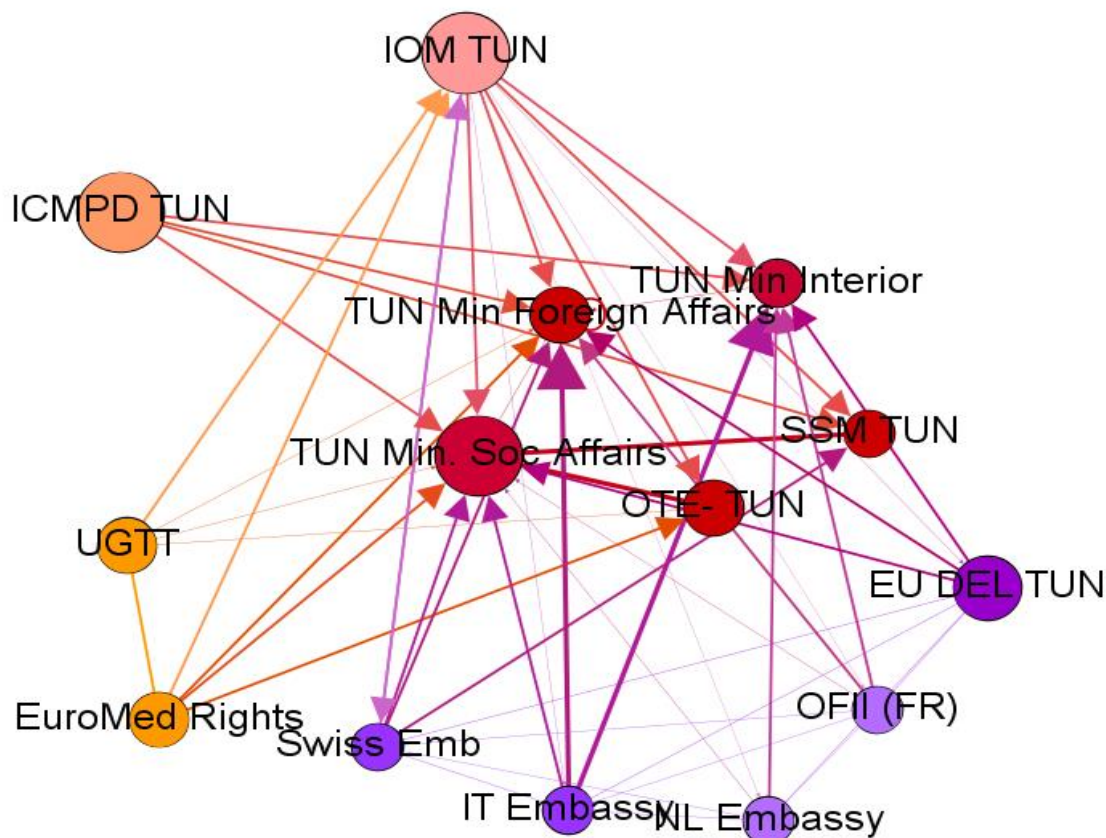 IOM TUN
ICMPD TUN
TUN Min Interior
TUN Min Foreign Affairs
SSM TUN
TUN Min. Soc Affairs
OTE- TUN
UGTT
EU DEL TUN
EuroMed Rights
OFII (FR)
Swiss Emb
IT Embassy
NL Embassy